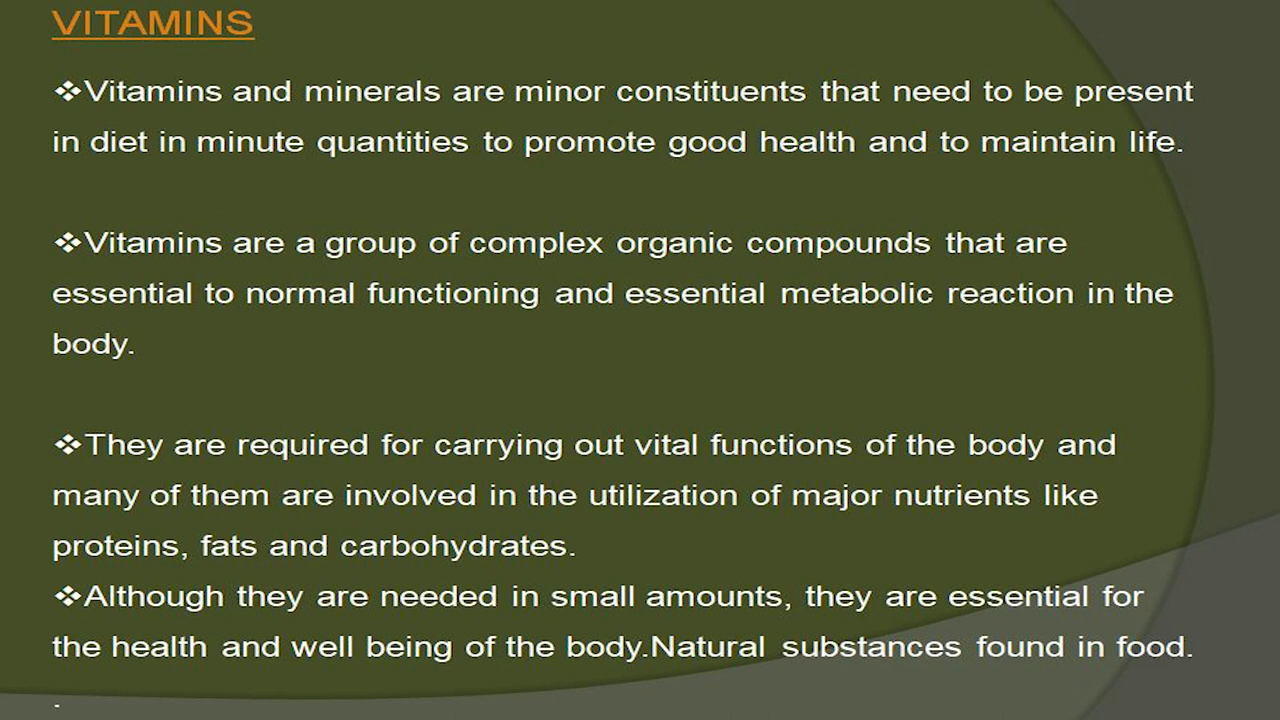 VITAMINS
❖Vitamins and minerals are minor constituents that need to be present
in diet in minute quantities to promote good health and to maintain life.
❖Vitamins are a group of complex organic compounds that are
essential to normal functioning and essential metabolic reaction in the
body.
❖They are required for carrying out vital functions of the body and
many of them are involved in the utilization of major nutrients like
proteins, fats and carbohydrates.
❖Although they are needed in small amounts, they are essential for
the health and well being of the body.Natural substances found in food.
.